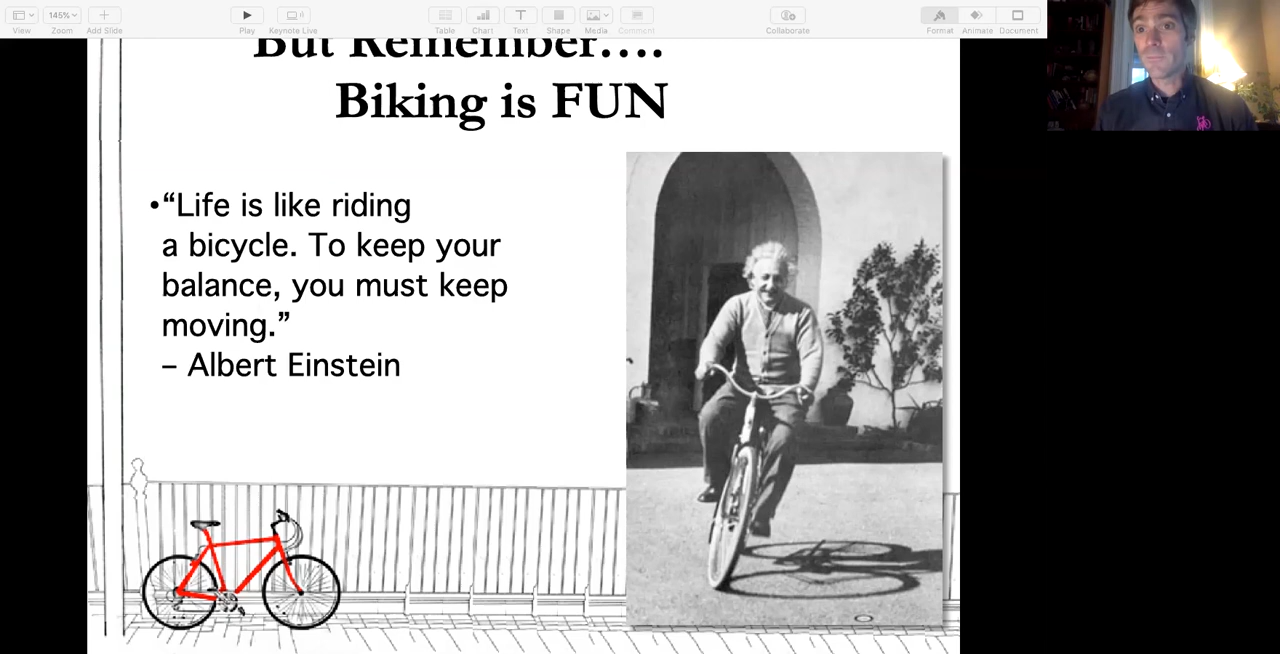 145%
View
Zoom
Add Slide
Play
Keynote Live
Table
Chart
Text
Shape
Media
Comment
Collaborate
Format
Animate
Document
But Remember....
Biking is FUN
•“Life is like riding
a bicycle. To keep your
balance, you must keep
moving.”
– Albert Einstein